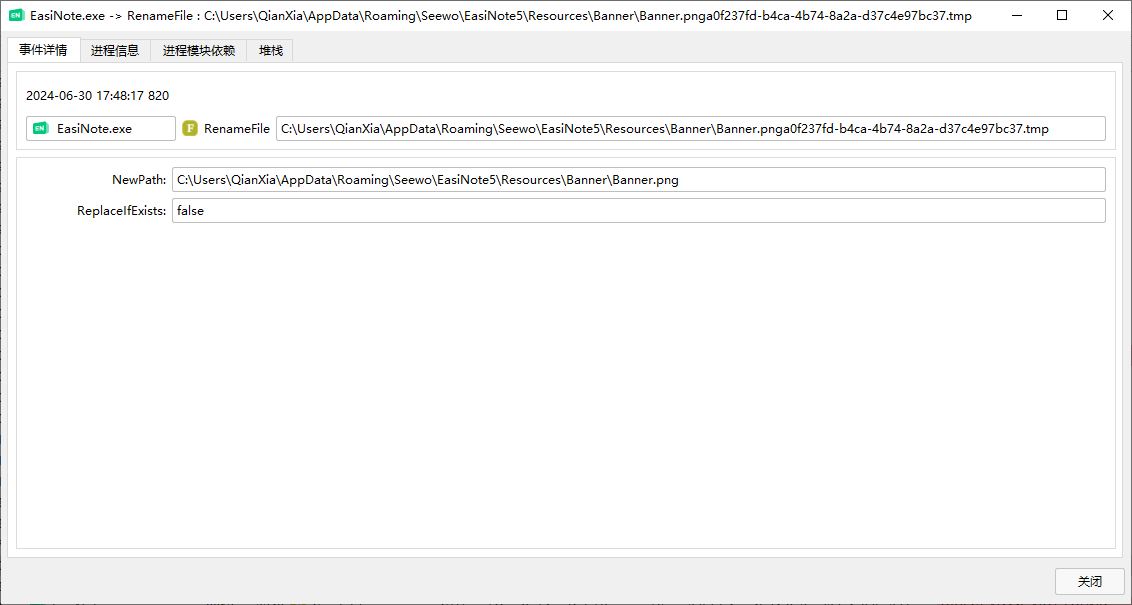 EasiNote.exe -> RenameFile : C:\Users\QianXia\AppData\Roaming\Seewo\EasiNote5\Resources\Banner\Banner.pnga0f237fd-b4ca-4b74-8a2a-d37c4e97bc37.tmp
事件详情 进程信息 进程模块依赖 堆栈
2024-06-30 17:48:17 820
EN EasiNote.exe F RenameFile C:\Users\QianXia\AppData\Roaming\Seewo\EasiNote5\Resources\Banner\Banner.pnga0f237fd-b4ca-4b74-8a2a-d37c4e97bc37.tmp
NewPath: C:\Users\QianXia\AppData\Roaming\Seewo\EasiNote5\Resources\Banner\Banner.png
ReplaceIfExists: false
关闭